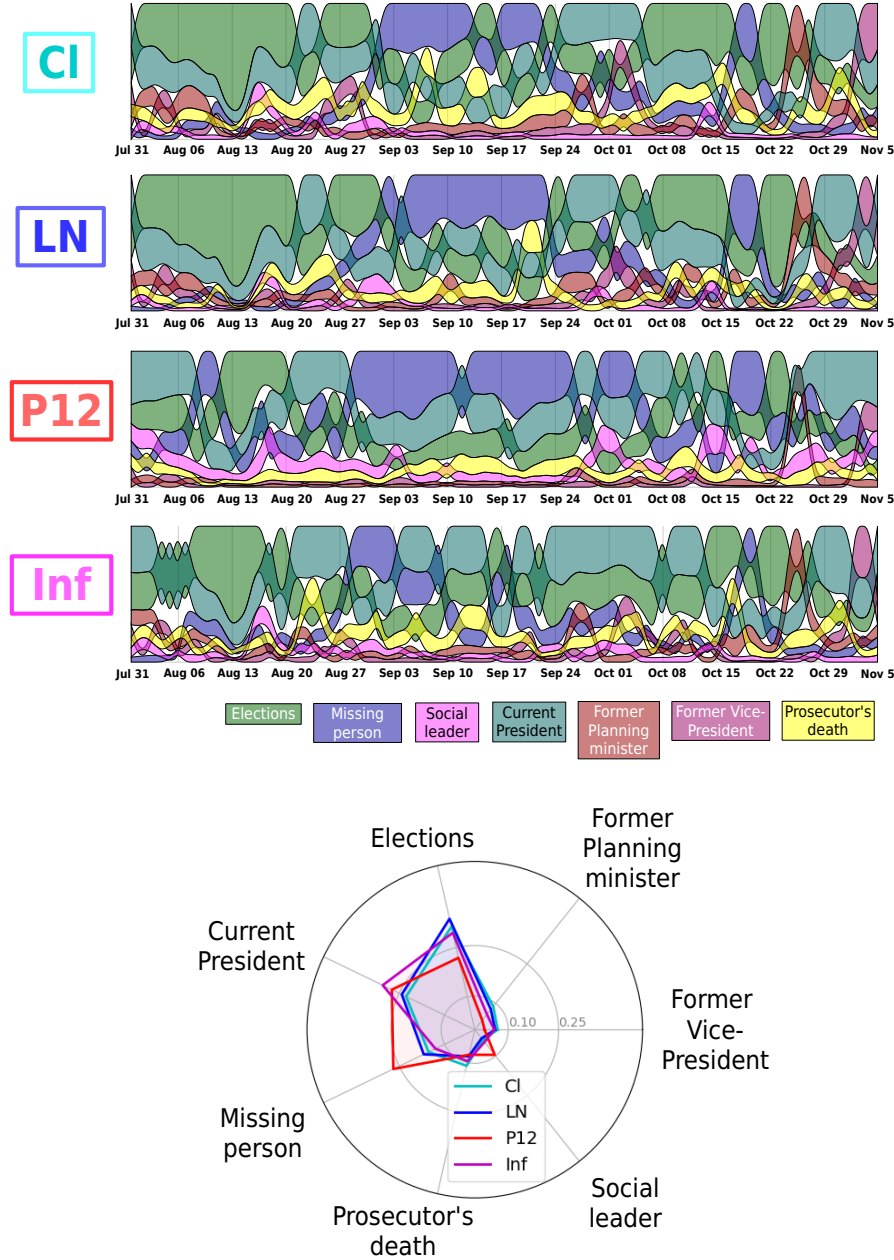 Cl
Jul 31 Aug 06 Aug 13 Aug 20 Aug 27 Sep 03 Sep 10 Sep 17 Sep 24 Oct 01 Oct 08 Oct 15 Oct 22 Oct 29 Nov 5
LN
Jul 31 Aug 06 Aug 13 Aug 20 Aug 27 Sep 03 Sep 10 Sep 17 Sep 24 Oct 01 Oct 08 Oct 15 Oct 22 Oct 29 Nov 5
P12
Jul 31 Aug 06 Aug 13 Aug 20 Aug 27 Sep 03 Sep 10 Sep 17 Sep 24 Oct 01 Oct 08 Oct 15 Oct 22 Oct 29 Nov 5
Inf
Jul 31 Aug 06 Aug 13 Aug 20 Aug 27 Sep 03 Sep 10 Sep 17 Sep 24 Oct 01 Oct 08 Oct 15 Oct 22 Oct 29 Nov 5
Elections
Missing
person
Social
leader
Current
President
Former
Planning
minister
Former Vice-
President
Prosecutor's
death
Elections
Former
Planning
minister
Current
President
Former
Vice-
President
0.10 0.25
Missing
person
Cl
LN
P12
Inf
Prosecutor's
death
Social
leader